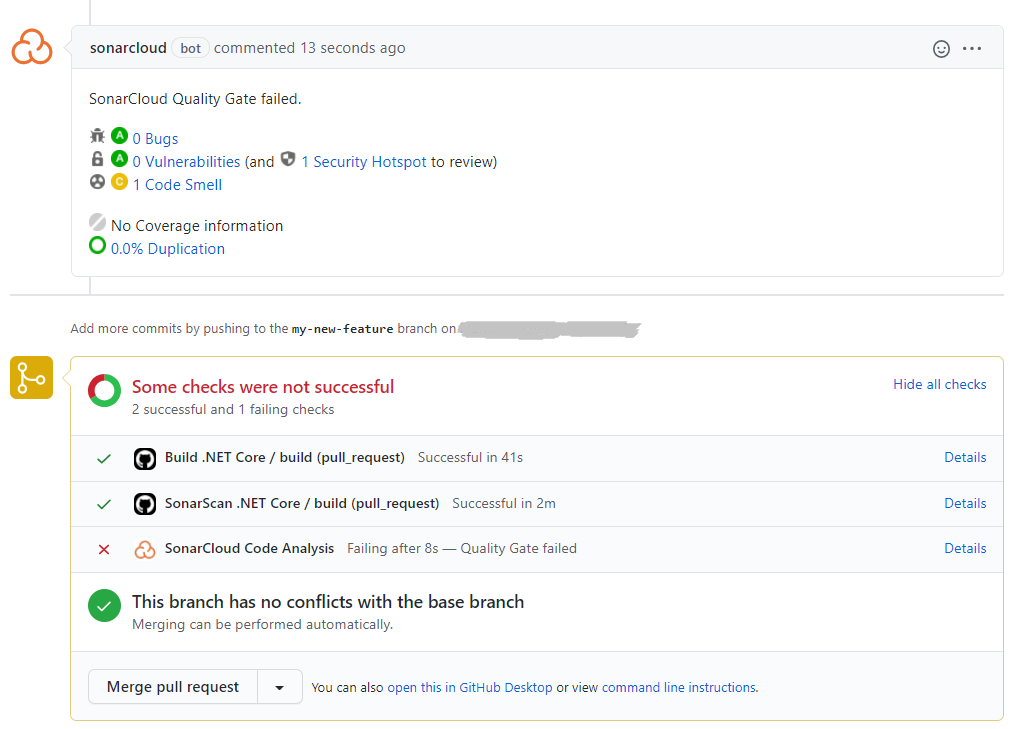 sonarcloud bot commented 13 seconds ago
SonarCloud Quality Gate failed.
A 0 Bugs
A 0 Vulnerabilities (and 1 Security Hotspot to review)
C 1 Code Smell
No Coverage information
0.0% Duplication
Add more commits by pushing to the my-new-feature branch on
Some checks were not successful
Hide all checks
2 successful and 1 failing checks
Build .NET Core / build (pull_request) Successful in 41s Details
SonarScan .NET Core / build (pull_request) Successful in 2m Details
SonarCloud Code Analysis Failing after 8s — Quality Gate failed Details
This branch has no conflicts with the base branch
Merging can be performed automatically.
Merge pull request You can also open this in GitHub Desktop or view command line instructions.